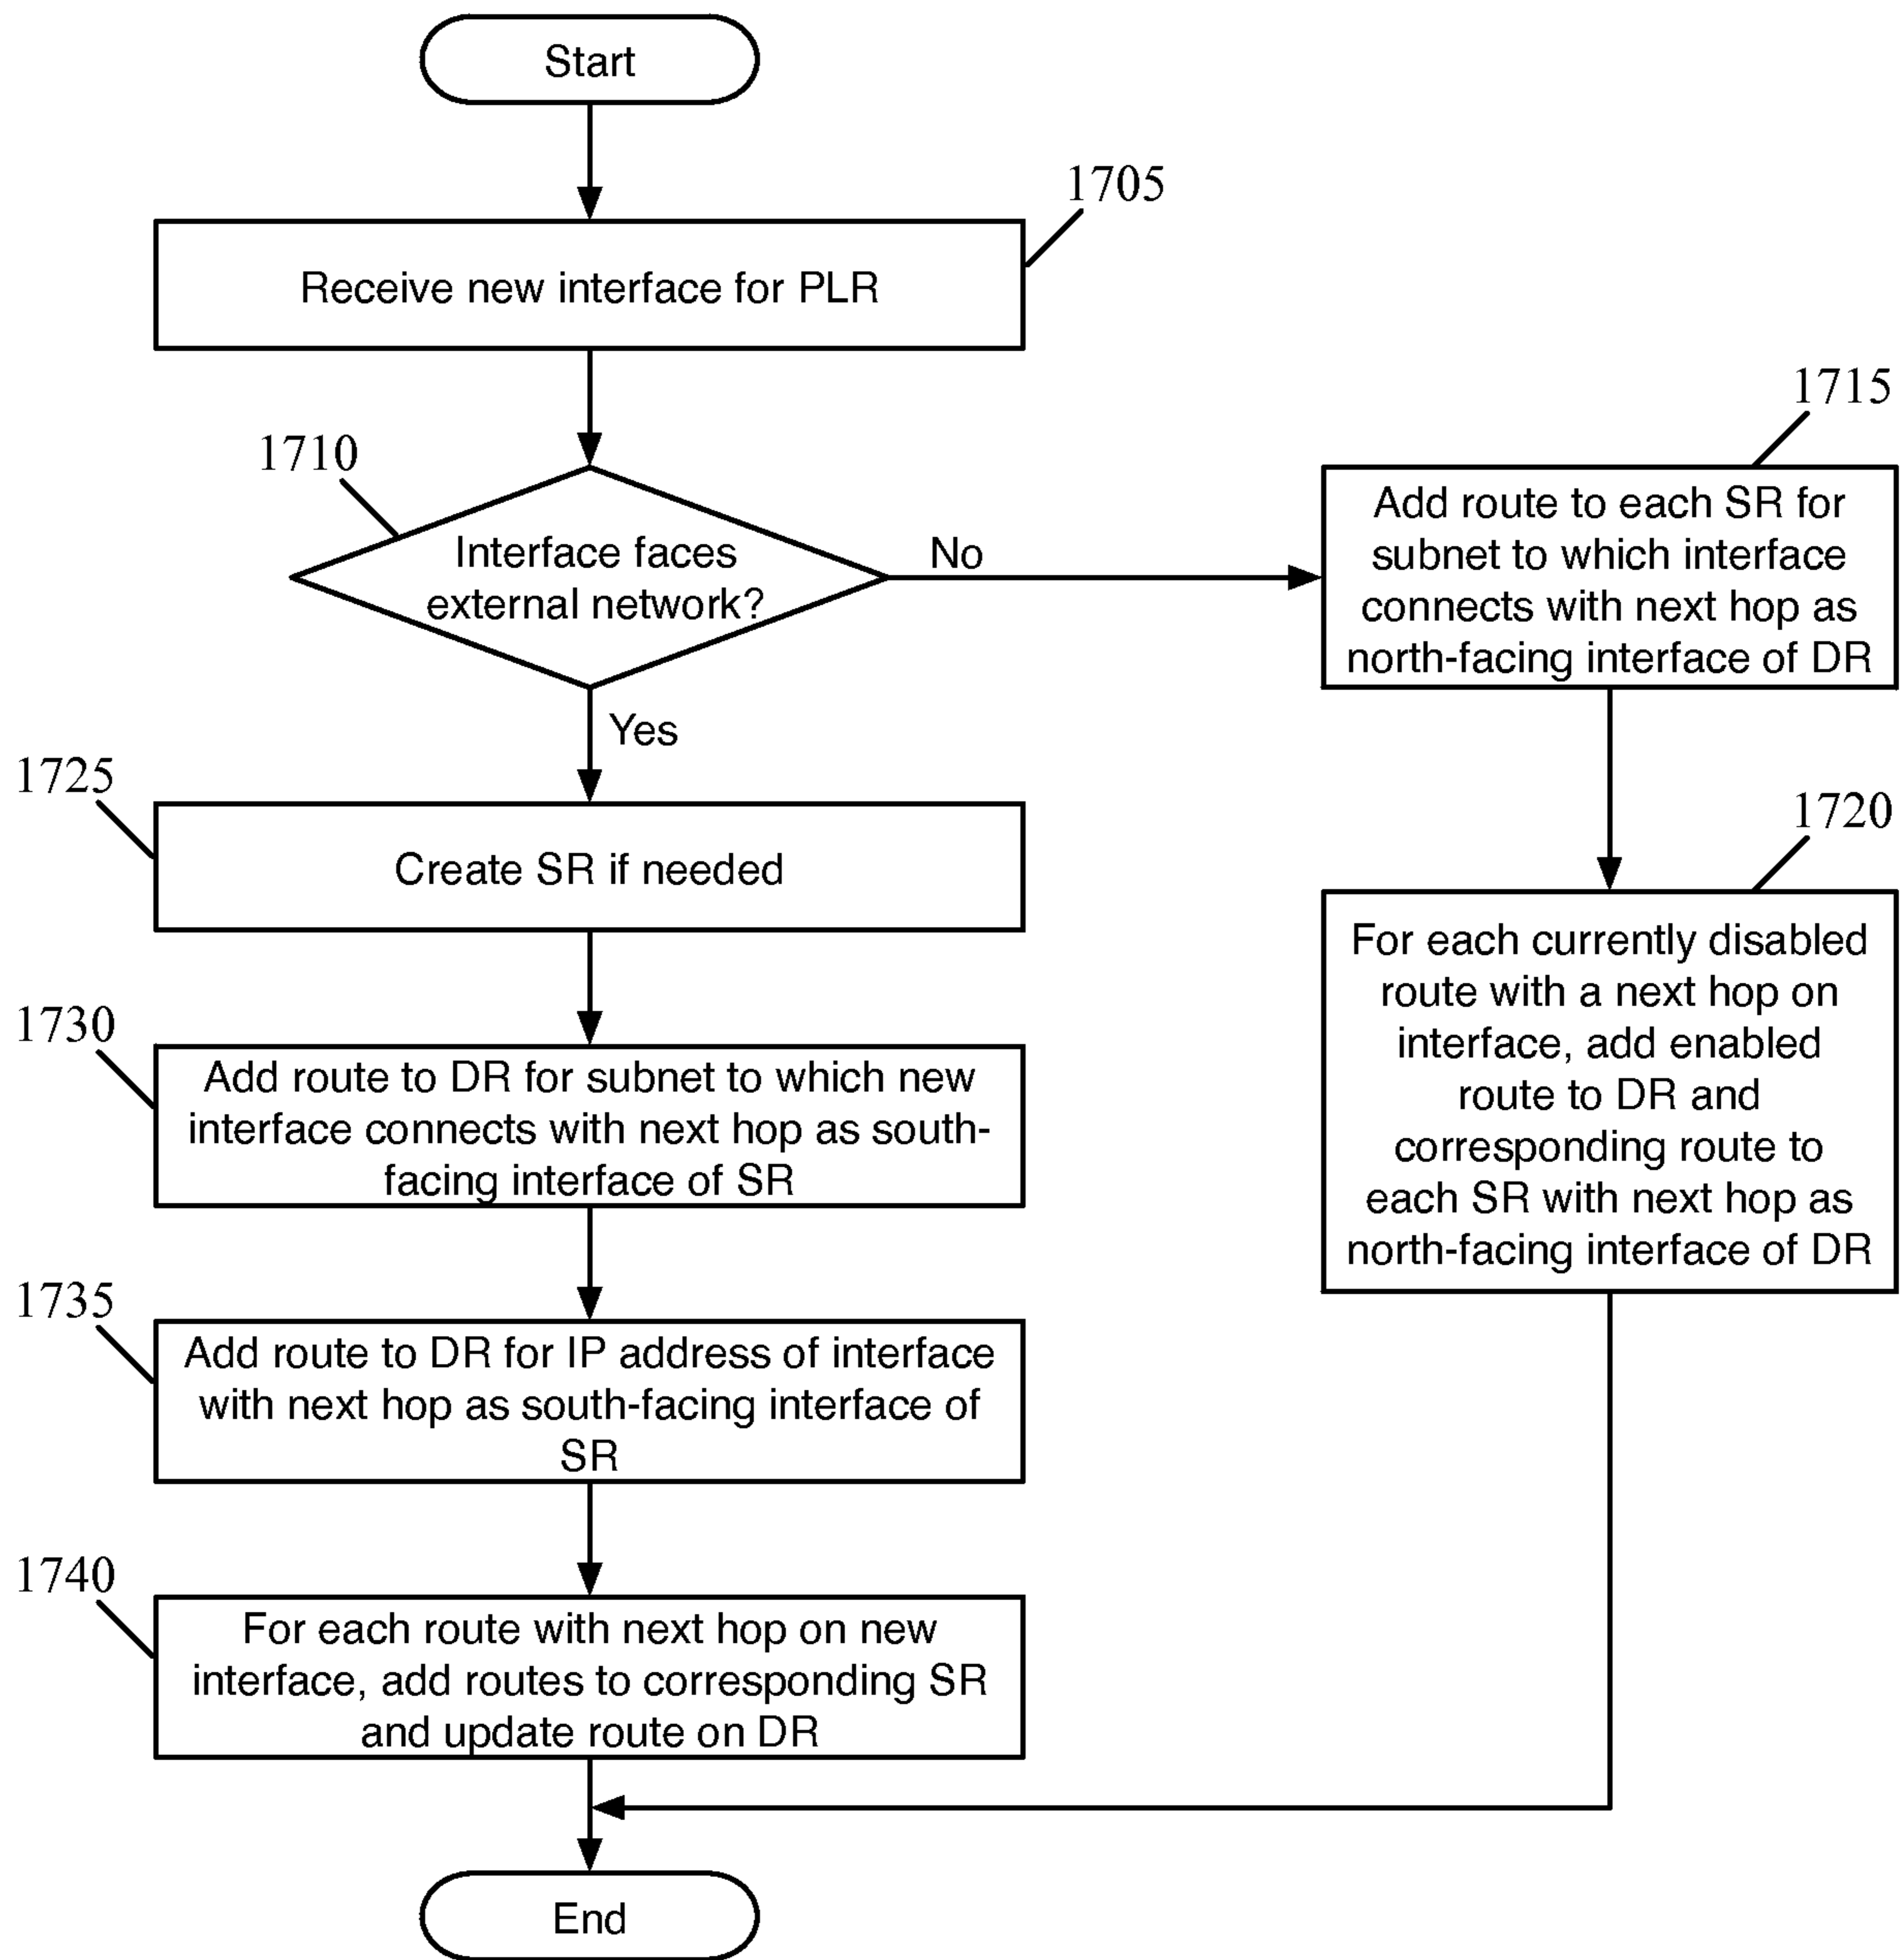 Start
1705
Receive new interface for PLR
1710
Interface faces
external network?
No
Yes
1715
Add route to each SR for
subnet to which interface
connects with next hop as
north-facing interface of DR
1720
For each currently disabled
route with a next hop on
interface, add enabled
route to DR and
corresponding route to
each SR with next hop as
north-facing interface of DR
1725
Create SR if needed
1730
Add route to DR for subnet to which new
interface connects with next hop as south-
facing interface of SR
1735
Add route to DR for IP address of interface
with next hop as south-facing interface of
SR
1740
For each route with next hop on new
interface, add routes to corresponding SR
and update route on DR
End